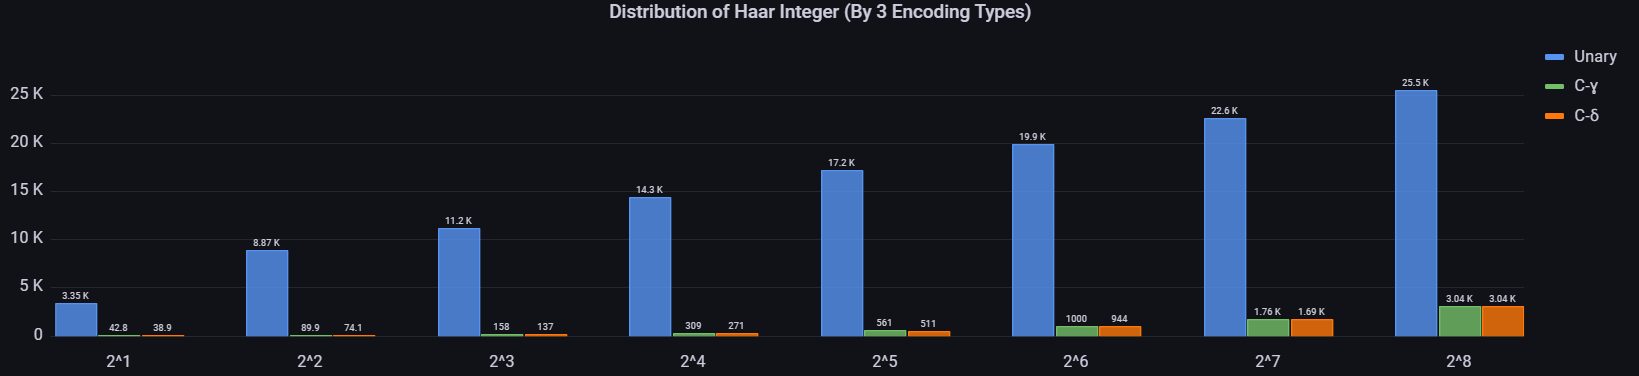 Distribution of Haar Integer (By 3 Encoding Types)
Unary
C-ɣ
C-δ
25 K
20 K
15 K
10 K
5 K
0
3.35 K 42.8 38.9
8.87 K 89.9 74.1
11.2 K 158 137
14.3 K 309 271
17.2 K 561 511
19.9 K 1000 944
22.6 K 1.76 K 1.69 K
25.5 K 3.04 K 3.04 K
2^1 2^2 2^3 2^4 2^5 2^6 2^7 2^8